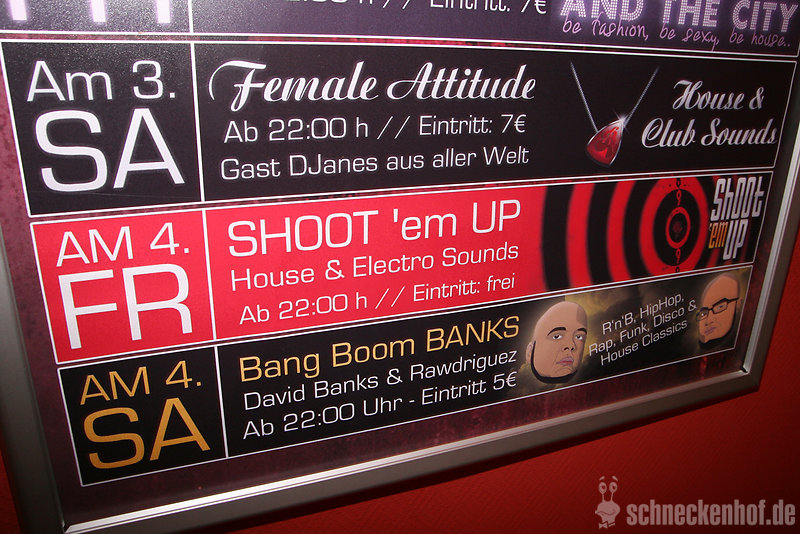 / Eintritt: 7€
AND THE CITY
be fashion, be sexy, be house..
Am 3.
SA
Female Attitude
Ab 22:00 h // Eintritt: 7€
Gast DJanes aus aller Welt
House &
Club Sounds
AM 4.
FR
SHOOT 'em UP
House & Electro Sounds
Ab 22:00 h // Eintritt: frei
Shoot
'em
UP
AM 4.
SA
Bang Boom BANKS
David Banks & Rawdriguez
Ab 22:00 Uhr - Eintritt 5€
R'n'B, HipHop,
Rap, Funk, Disco &
House Classics
schneckenhof.de